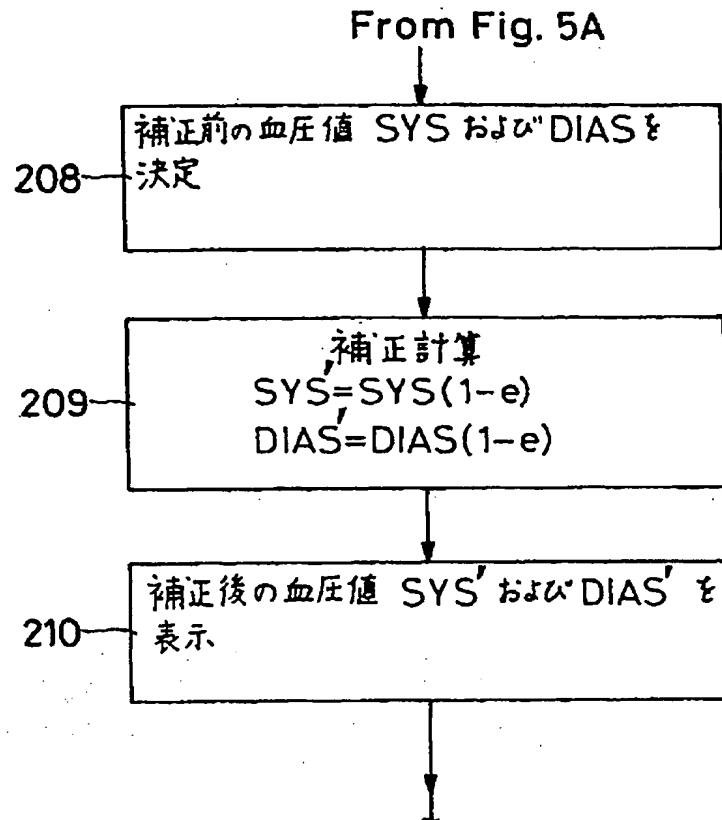 From Fig. 5A
補正前の血圧値 SYS および DIAS を
決定
208
補正計算
SYS'=SYS(1-e)
DIAS'=DIAS(1-e)
209
補正後の血圧値 SYS' および DIAS' を
表示
210